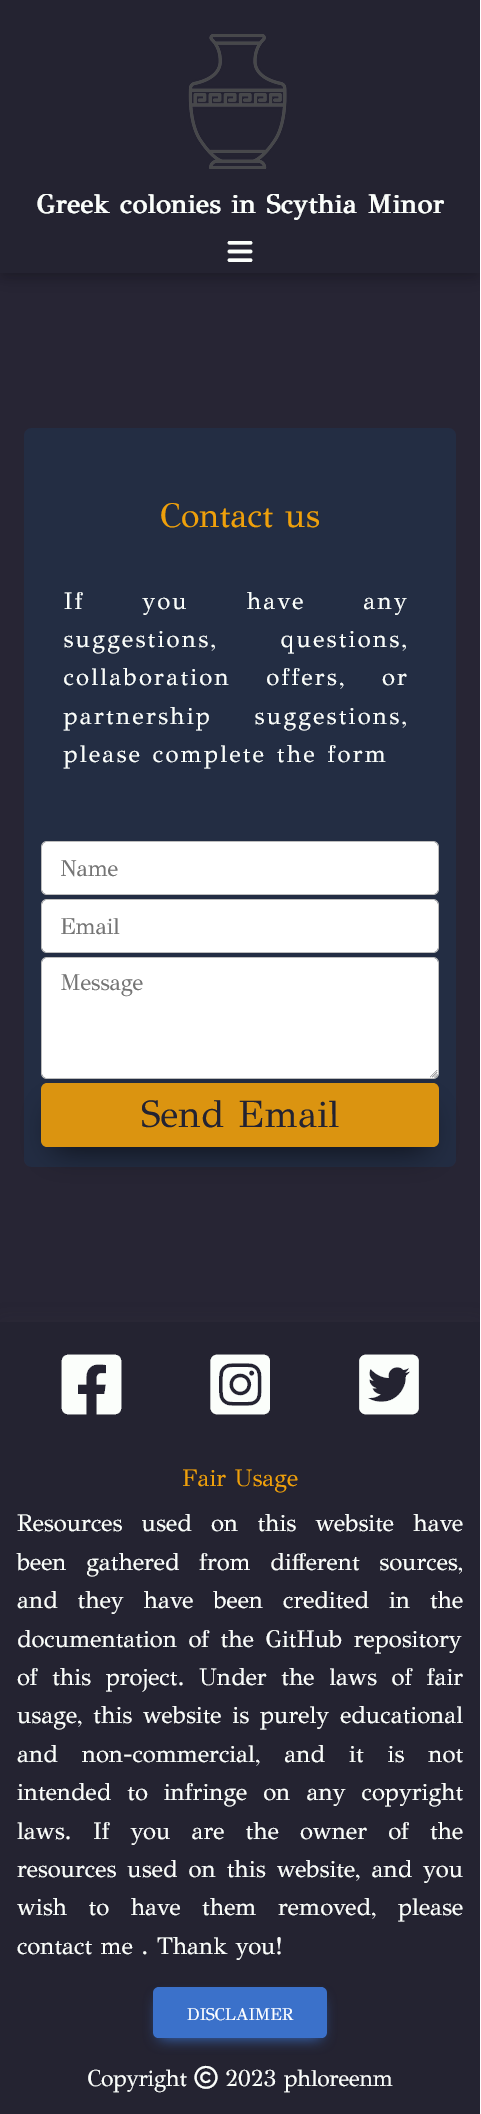 Greek colonies in Scythia Minor
Contact us
If you have any
suggestions, questions,
collaboration offers, or
partnership suggestions,
please complete the form
Name
Email
Message
Send Email
Fair Usage
Resources used on this website have
been gathered from different sources,
and they have been credited in the
documentation of the GitHub repository
of this project. Under the laws of fair
usage, this website is purely educational
and non-commercial, and it is not
intended to infringe on any copyright
laws. If you are the owner of the
resources used on this website, and you
wish to have them removed, please
contact me . Thank you!
DISCLAIMER
Copyright © 2023 phloreenm